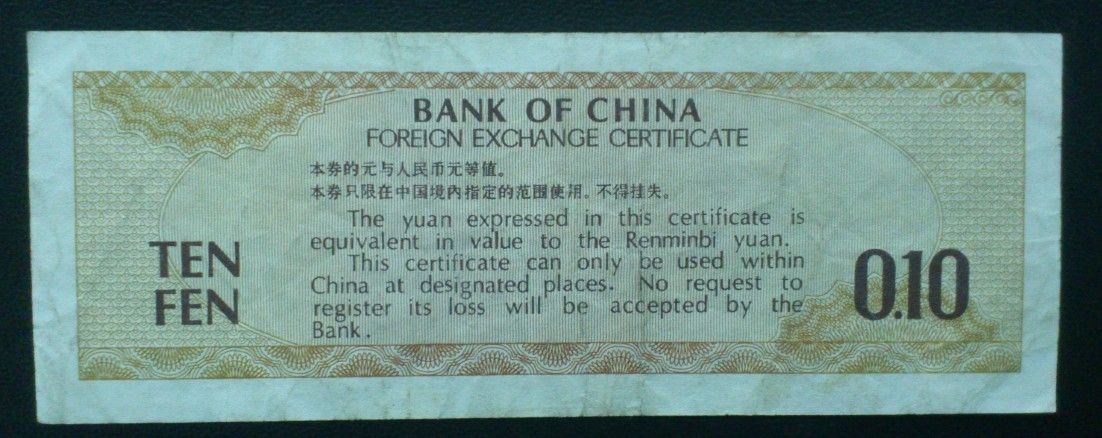 BANK OF CHINA
FOREIGN EXCHANGE CERTIFICATE
本券的元与人民币元等值。
本券只限在中国境内指定的范围使用。不得挂失。
The yuan expressed in this certificate is
equivalent in value to the Renminbi yuan.
This certificate can only be used within
China at designated places. No request to
register its loss will be accepted by the
Bank.
TEN
FEN
0.10